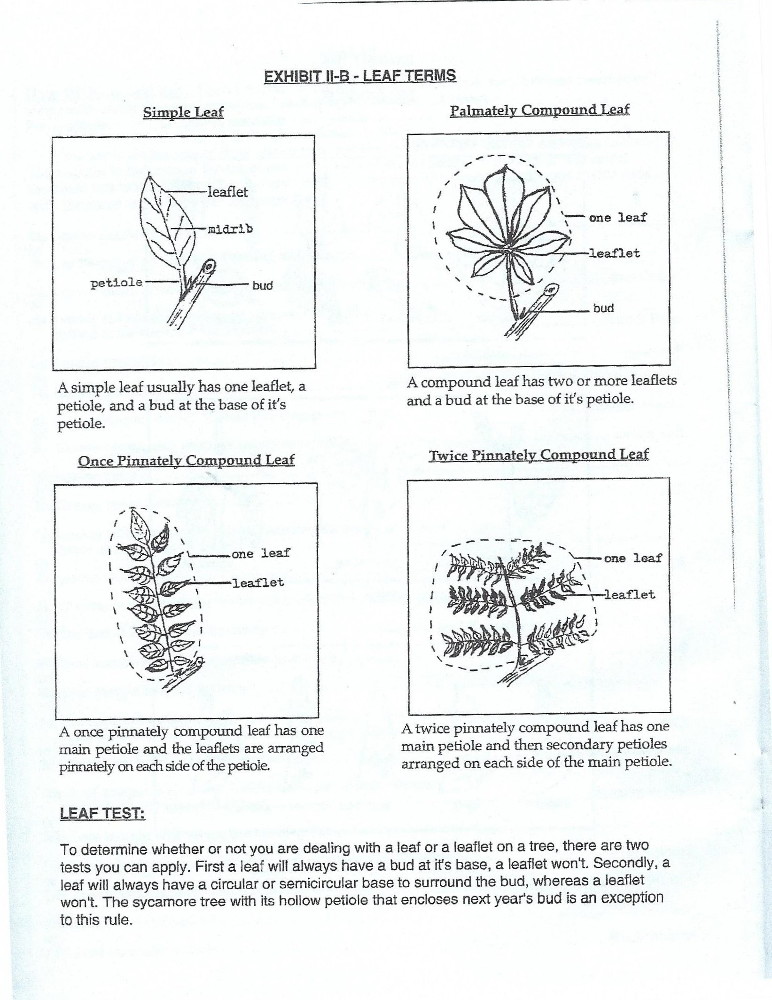 EXHIBIT II-B - LEAF TERMS
Simple Leaf
leaflet
midrib
petiole
bud
A simple leaf usually has one leaflet, a
petiole, and a bud at the base of it's
petiole.
Palmately Compound Leaf
one leaf
leaflet
bud
A compound leaf has two or more leaflets
and a bud at the base of it's petiole.
Once Pinnately Compound Leaf
one leaf
leaflet
A once pinnately compound leaf has one
main petiole and the leaflets are arranged
pinnately on each side of the petiole.
Twice Pinnately Compound Leaf
one leaf
leaflet
A twice pinnately compound leaf has one
main petiole and then secondary petioles
arranged on each side of the main petiole.
LEAF TEST:
To determine whether or not you are dealing with a leaf or a leaflet on a tree, there are two
tests you can apply. First a leaf will always have a bud at it's base, a leaflet won't. Secondly, a
leaf will always have a circular or semicircular base to surround the bud, whereas a leaflet
won't. The sycamore tree with its hollow petiole that encloses next year's bud is an exception
to this rule.